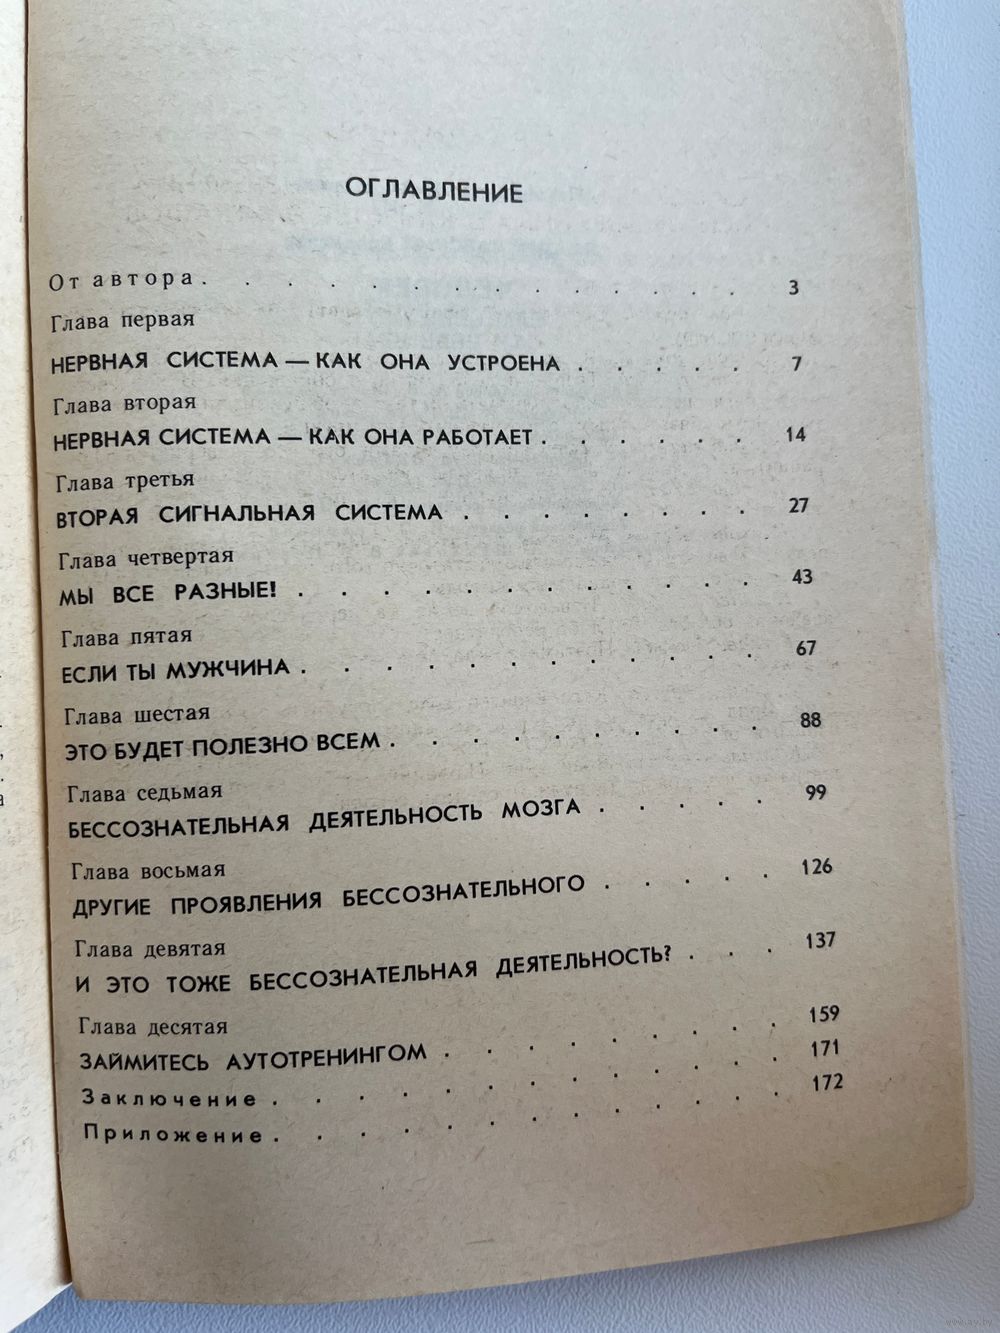 ОГЛАВЛЕНИЕ
От автора . . . . . . . . . . . . . 3
Глава первая
НЕРВНАЯ СИСТЕМА — КАК ОНА УСТРОЕНА . . . . . 7
Глава вторая
НЕРВНАЯ СИСТЕМА — КАК ОНА РАБОТАЕТ . . . . . . 14
Глава третья
ВТОРАЯ СИГНАЛЬНАЯ СИСТЕМА . . . . . . . . 27
Глава четвертая
МЫ ВСЕ РАЗНЫЕ! . . . . . . . . . . . 43
Глава пятая
ЕСЛИ ТЫ МУЖЧИНА . . . . . . . . . . . 67
Глава шестая
ЭТО БУДЕТ ПОЛЕЗНО ВСЕМ . . . . . . . . . 88
Глава седьмая
БЕССОЗНАТЕЛЬНАЯ ДЕЯТЕЛЬНОСТЬ МОЗГА . . . . . 99
Глава восьмая
ДРУГИЕ ПРОЯВЛЕНИЯ БЕССОЗНАТЕЛЬНОГО . . . . . 126
Глава девятая
И ЭТО ТОЖЕ БЕССОЗНАТЕЛЬНАЯ ДЕЯТЕЛЬНОСТЬ? . . . 137
Глава десятая
ЗАЙМИТЕСЬ АУТОТРЕНИНГОМ . . . . . . . . 159
Заключение . . . . . . . . . . . . 171
Приложение . . . . . . . . . . . . 172